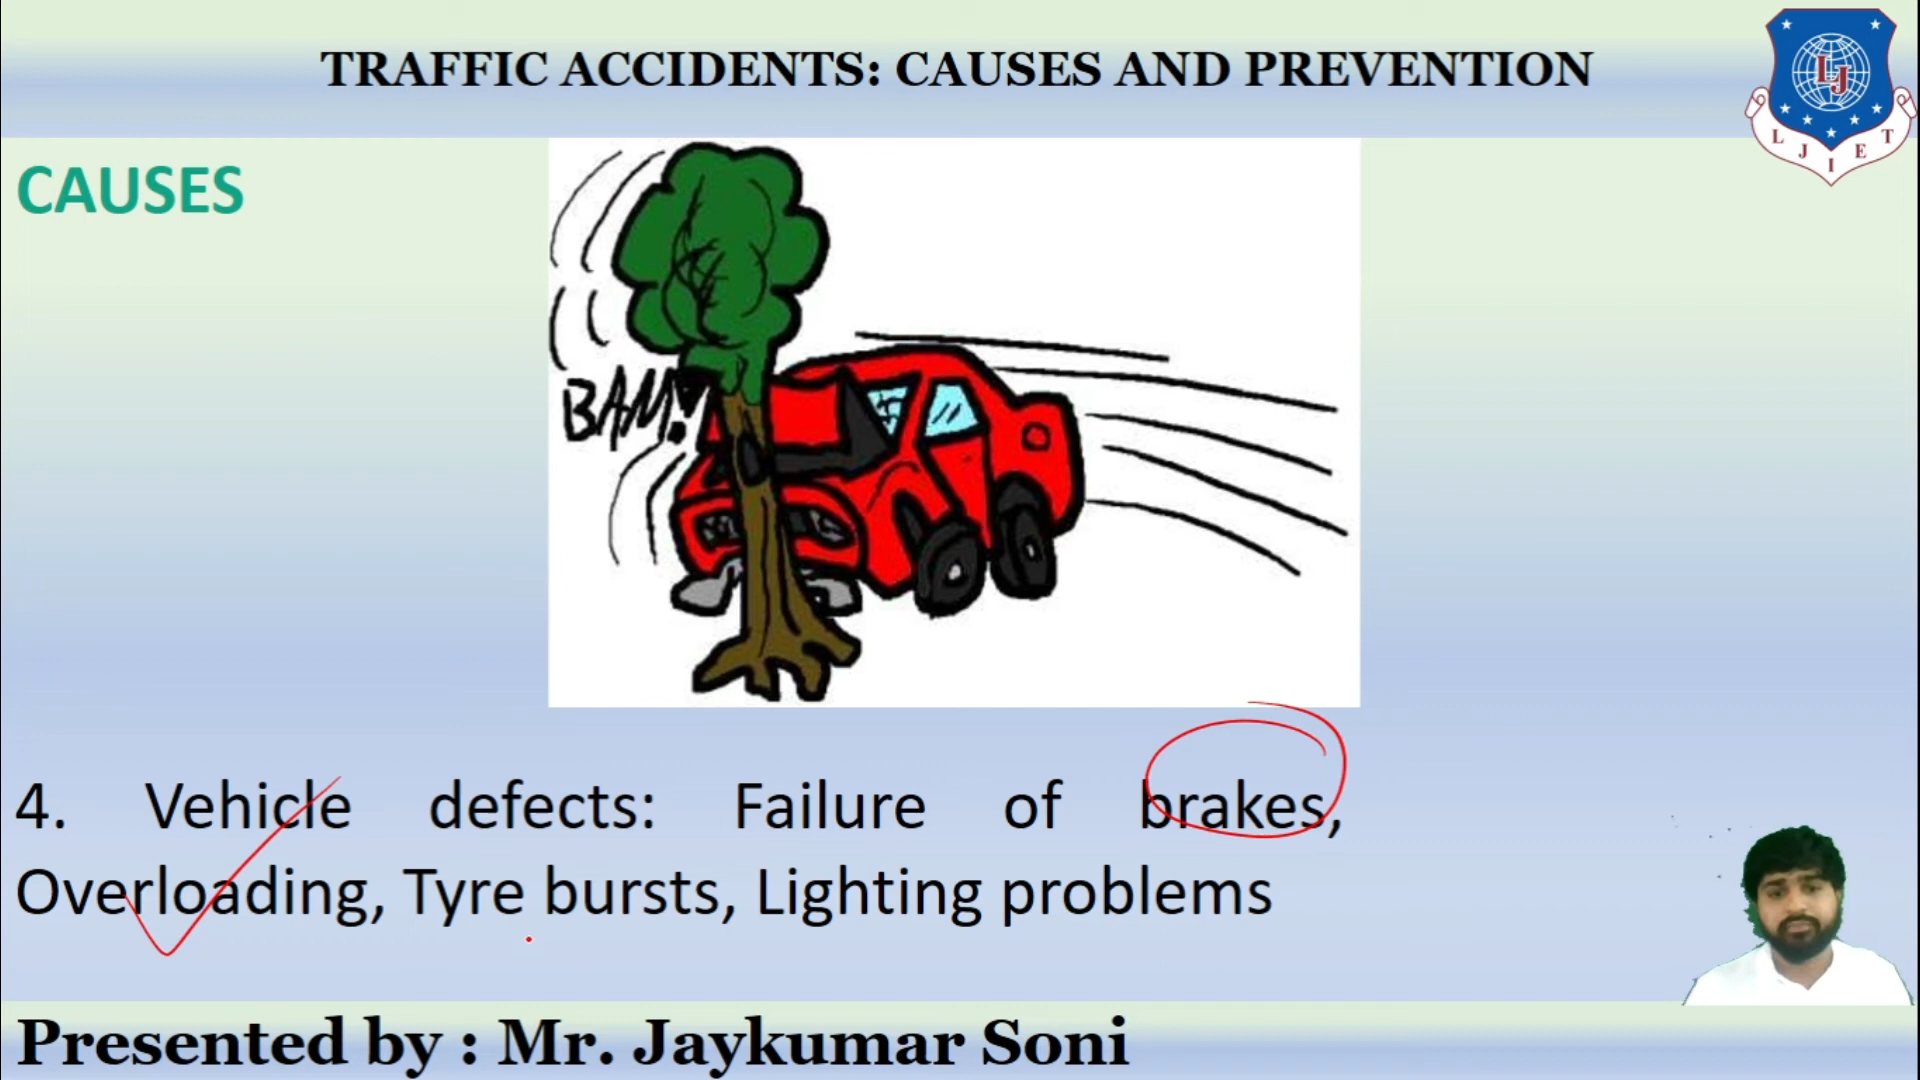 TRAFFIC ACCIDENTS: CAUSES AND PREVENTION
L J I E T
LJ
CAUSES
BAM!
4. Vehicle defects: Failure of brakes,
Overloading, Tyre bursts, Lighting problems
Presented by : Mr. Jaykumar Soni